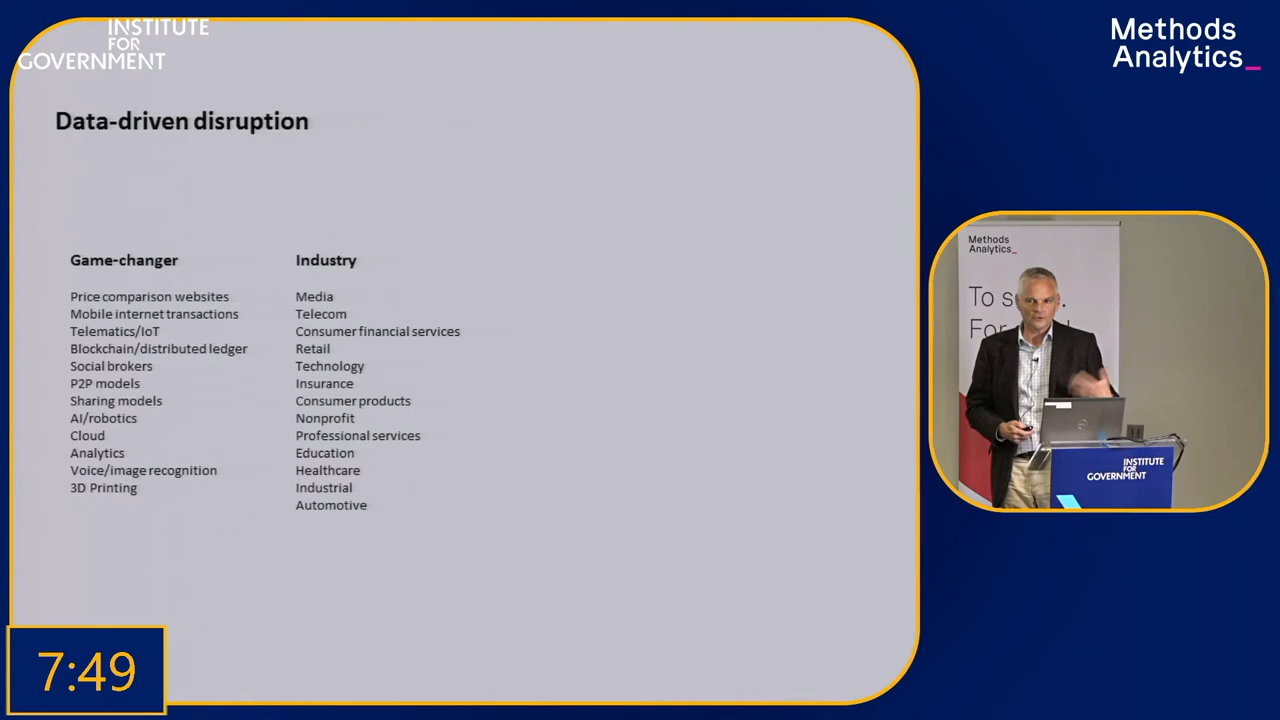 INSTITUTE
FOR
GOVERNMENT
Methods
Analytics_
Data-driven disruption
Game-changer
Price comparison websites
Mobile internet transactions
Telematics/IoT
Blockchain/distributed ledger
Social brokers
P2P models
Sharing models
AI/robotics
Cloud
Analytics
Voice/image recognition
3D Printing
Industry
Media
Telecom
Consumer financial services
Retail
Technology
Insurance
Consumer products
Nonprofit
Professional services
Education
Healthcare
Industrial
Automotive
Methods
Analytics_
To
For
INSTITUTE
FOR
GOVERNMENT
7:49